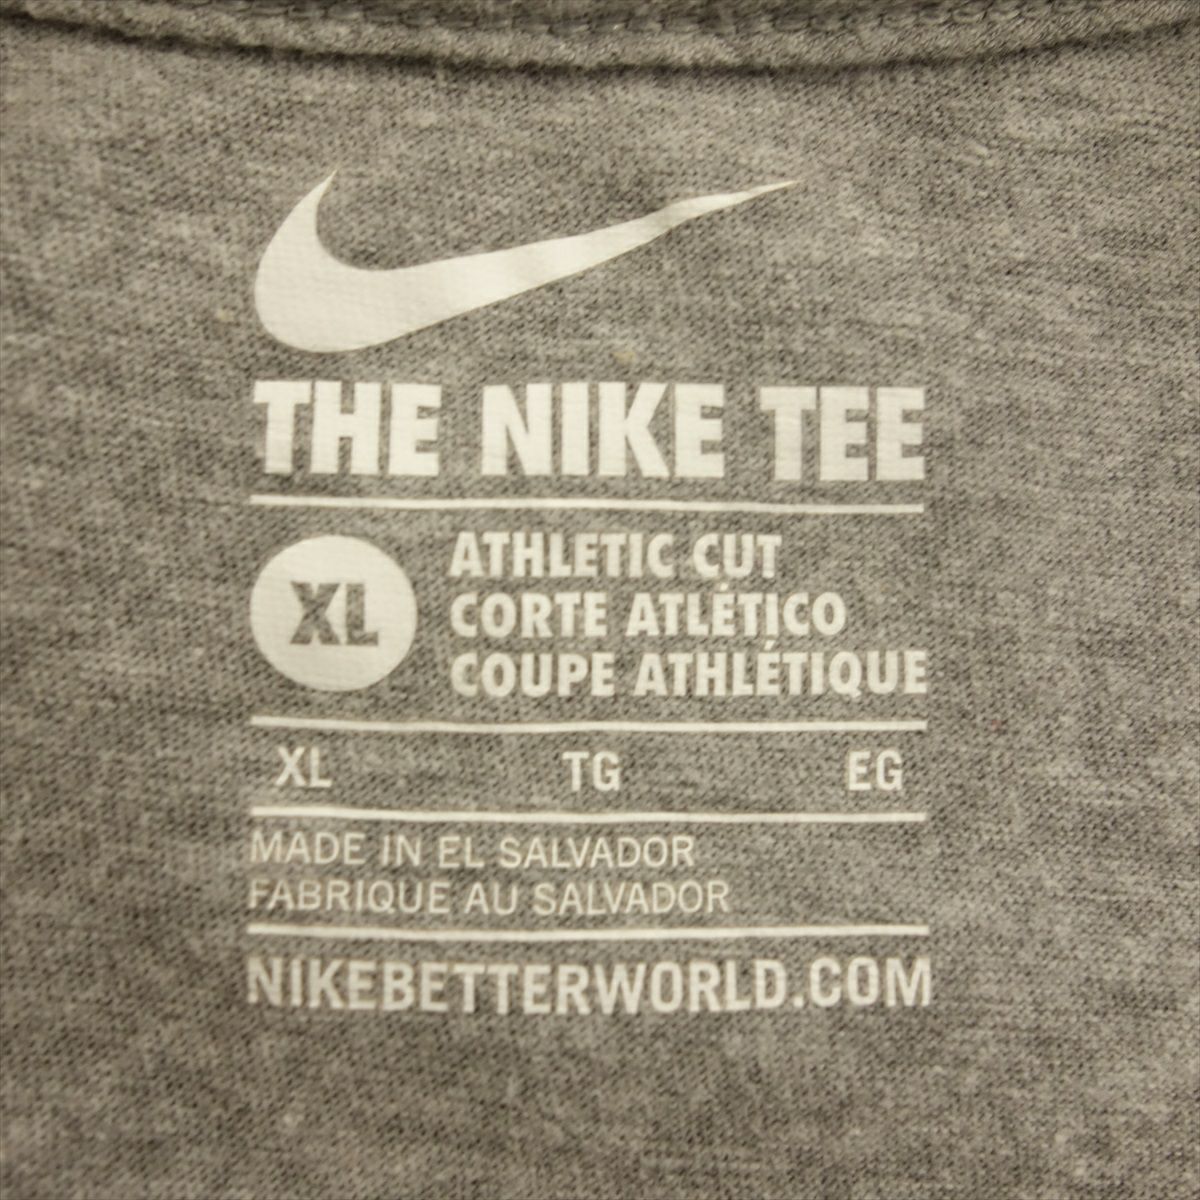 THE NIKE TEE
XL
ATHLETIC CUT
CORTE ATLÉTICO
COUPE ATHLÉTIQUE
XL TG EG
MADE IN EL SALVADOR
FABRIQUE AU SALVADOR
NIKEBETTERWORLD.COM